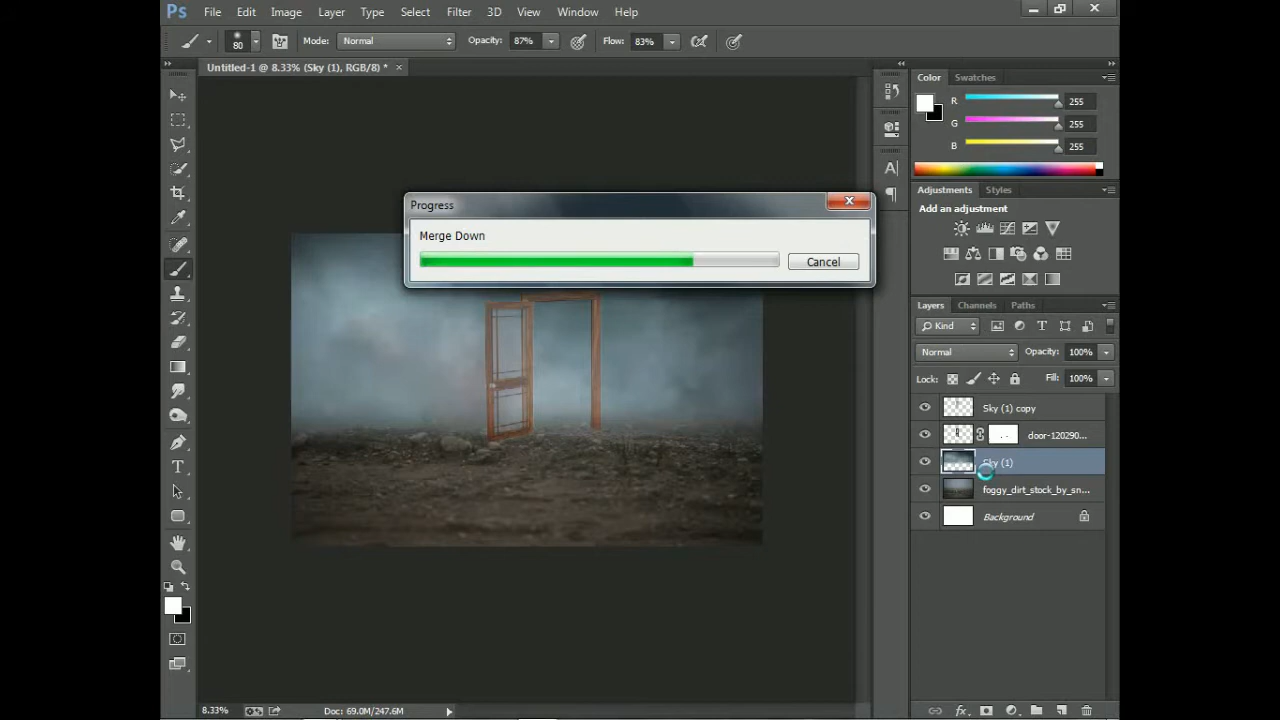 Ps File Edit Image Layer Type Select Filter 3D View Window Help
80 Mode: Normal Opacity: 87% Flow: 83%
Untitled-1 @ 8.33% (Sky (1), RGB/8) * ×
Color Swatches
R 255
G 255
B 255
Adjustments Styles
Add an adjustment
Progress
Merge Down
Cancel
Layers Channels Paths
Kind
Normal Opacity: 100%
Lock: Fill: 100%
Sky (1) copy
door-120290...
Sky (1)
foggy_dirt_stock_by_sn...
Background
8.33% Doc: 69.0M/247.6M